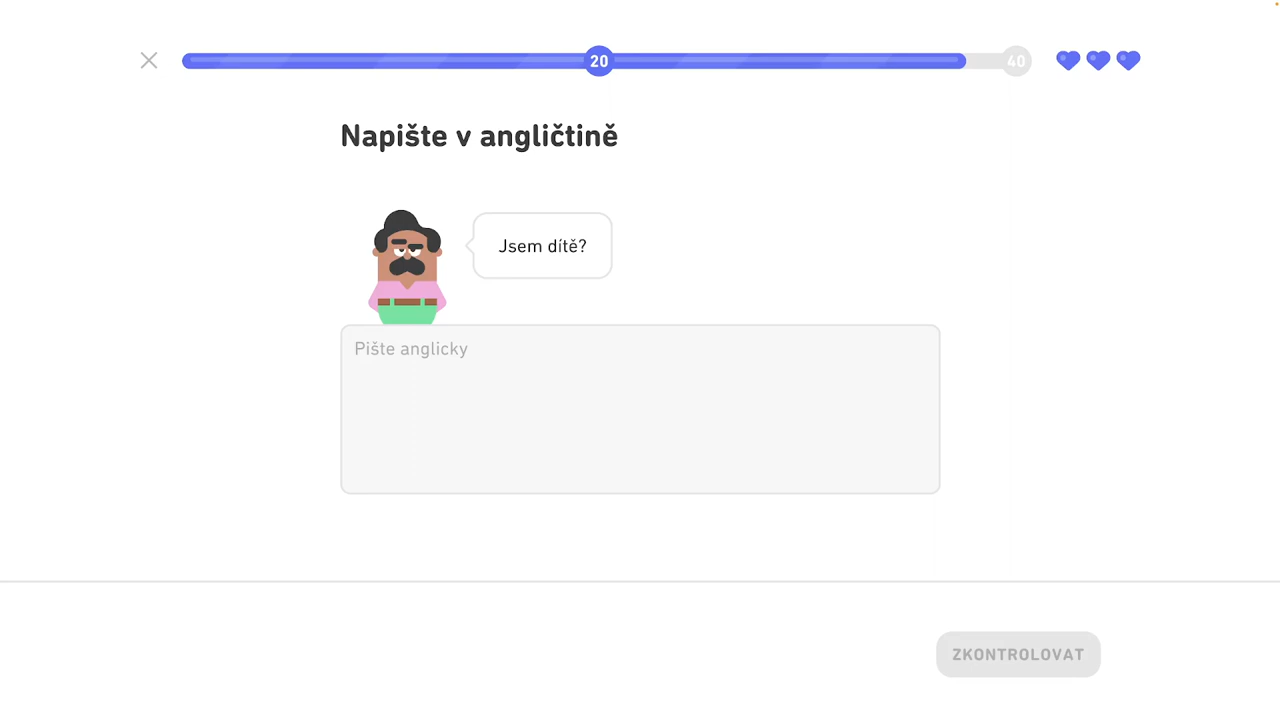 20
40
Napište v angličtině
Jsem dítě?
Pište anglicky
ZKONTROLOVAT